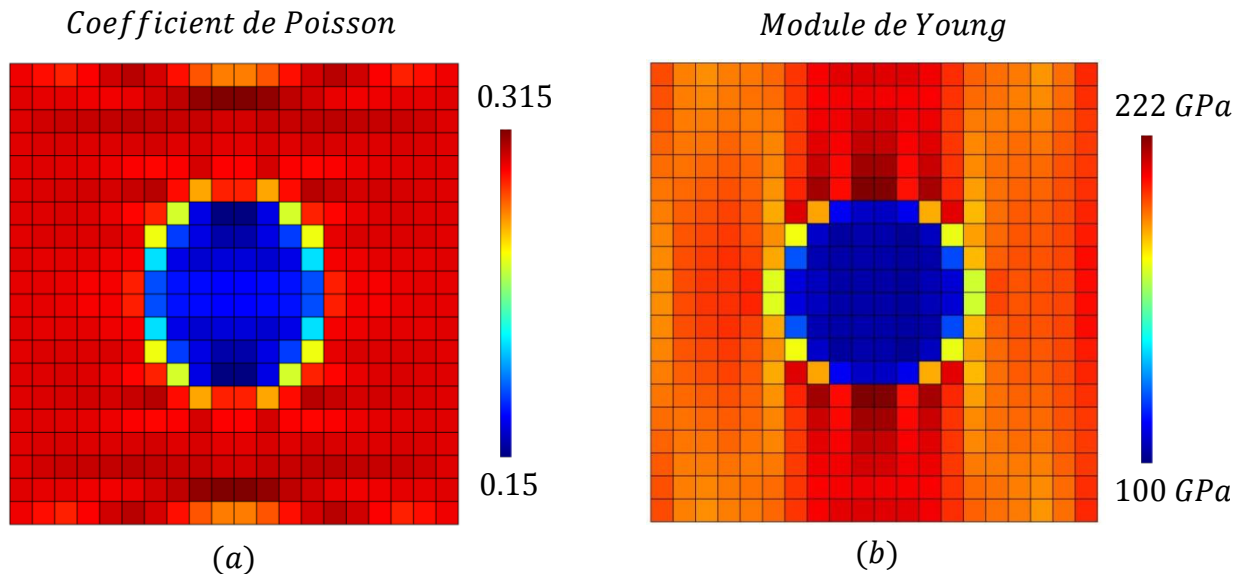 Coefficient de Poisson
Module de Young
0.315
0.15
222 GPa
100 GPa
(a)
(b)